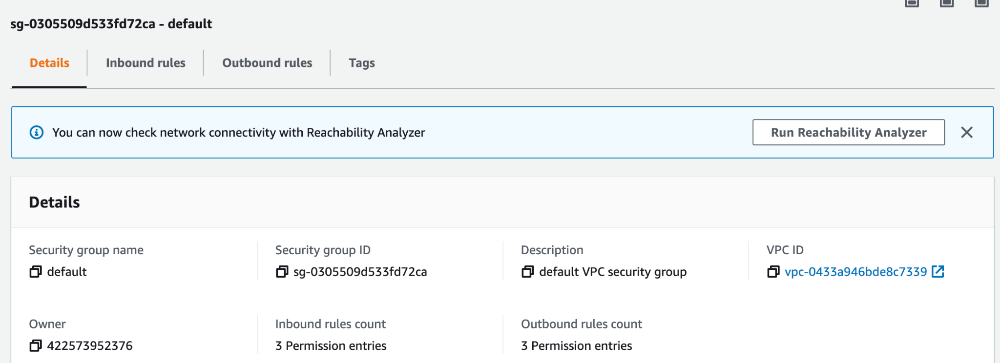 sg-0305509d533fd72ca - default
Details
Inbound rules
Outbound rules
Tags
You can now check network connectivity with Reachability Analyzer
Run Reachability Analyzer
Details
Security group name
default
Security group ID
sg-0305509d533fd72ca
Description
default VPC security group
VPC ID
vpc-0433a946bde8c7339
Owner
422573952376
Inbound rules count
3 Permission entries
Outbound rules count
3 Permission entries